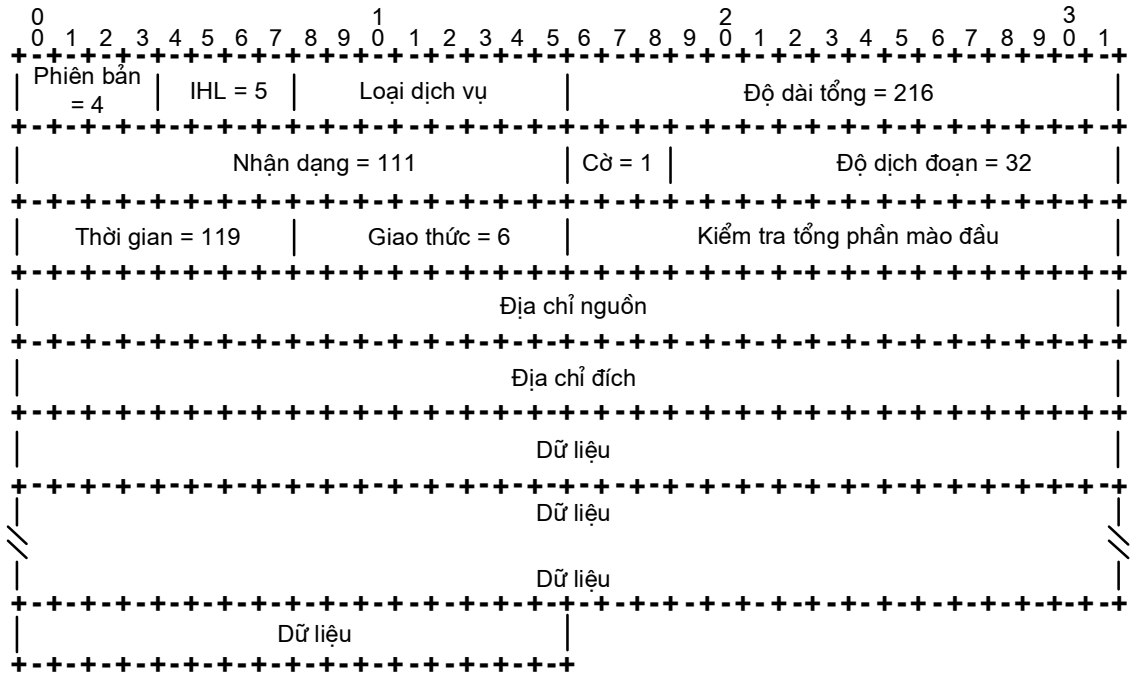 0 1 2 3
0 1 2 3 4 5 6 7 8 9 0 1 2 3 4 5 6 7 8 9 0 1 2 3 4 5 6 7 8 9 0 1
+-+-+-+-+-+-+-+-+-+-+-+-+-+-+-+-+-+-+-+-+-+-+-+-+-+-+-+-+-+-+-+-+
| Phiên bản = 4 | IHL = 5 | Loại dịch vụ | Độ dài tổng = 216 |
+-+-+-+-+-+-+-+-+-+-+-+-+-+-+-+-+-+-+-+-+-+-+-+-+-+-+-+-+-+-+-+-+
| Nhận dạng = 111 | Cờ = 1 | Độ dịch đoạn = 32 |
+-+-+-+-+-+-+-+-+-+-+-+-+-+-+-+-+-+-+-+-+-+-+-+-+-+-+-+-+-+-+-+-+
| Thời gian = 119 | Giao thức = 6 | Kiểm tra tổng phần mào đầu |
+-+-+-+-+-+-+-+-+-+-+-+-+-+-+-+-+-+-+-+-+-+-+-+-+-+-+-+-+-+-+-+-+
| Địa chỉ nguồn |
+-+-+-+-+-+-+-+-+-+-+-+-+-+-+-+-+-+-+-+-+-+-+-+-+-+-+-+-+-+-+-+-+
| Địa chỉ đích |
+-+-+-+-+-+-+-+-+-+-+-+-+-+-+-+-+-+-+-+-+-+-+-+-+-+-+-+-+-+-+-+-+
| Dữ liệu |
+-+-+-+-+-+-+-+-+-+-+-+-+-+-+-+-+-+-+-+-+-+-+-+-+-+-+-+-+-+-+-+-+
| Dữ liệu |
\\ \\
| Dữ liệu |
+-+-+-+-+-+-+-+-+-+-+-+-+-+-+-+-+-+-+-+-+-+-+-+-+-+-+-+-+-+-+-+-+
| Dữ liệu |
+-+-+-+-+-+-+-+-+-+-+-+-+-+-+-+-+